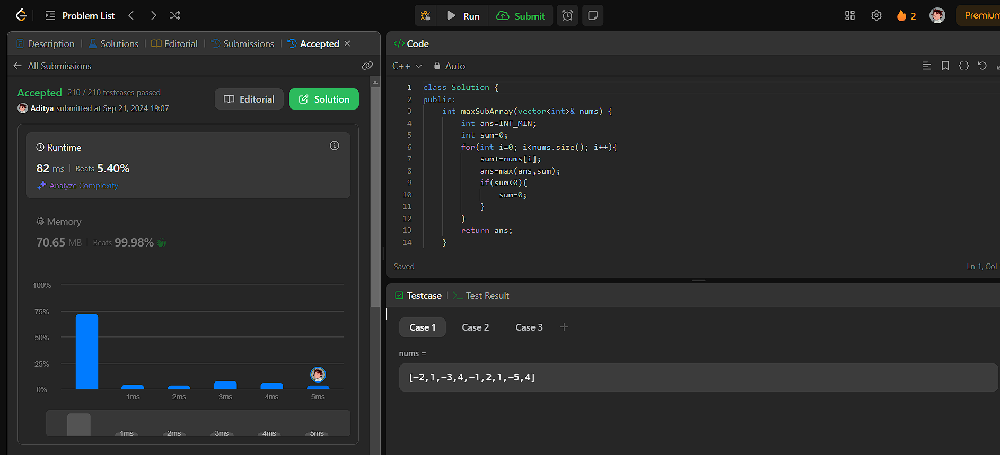 Problem List
Run
Submit
2
Premium
Description
Solutions
Editorial
Submissions
Accepted
All Submissions
Accepted 210 / 210 testcases passed
Aditya submitted at Sep 21, 2024 19:07
Editorial
Solution
Runtime
82 ms Beats 5.40%
Analyze Complexity
Memory
70.65 MB Beats 99.98%
100%
75%
50%
25%
0%
1ms 2ms 3ms 4ms 5ms
1ms 2ms 3ms 4ms 5ms
</> Code
C++ Auto
1 class Solution {
2 public:
3 int maxSubArray(vector<int>& nums) {
4 int ans=INT_MIN;
5 int sum=0;
6 for(int i=0; i<nums.size(); i++){
7 sum+=nums[i];
8 ans=max(ans,sum);
9 if(sum<0){
10 sum=0;
11 }
12 }
13 return ans;
14 }
Saved
Ln 1, Col
Testcase
>_ Test Result
Case 1 Case 2 Case 3 +
nums =
[-2,1,-3,4,-1,2,1,-5,4]